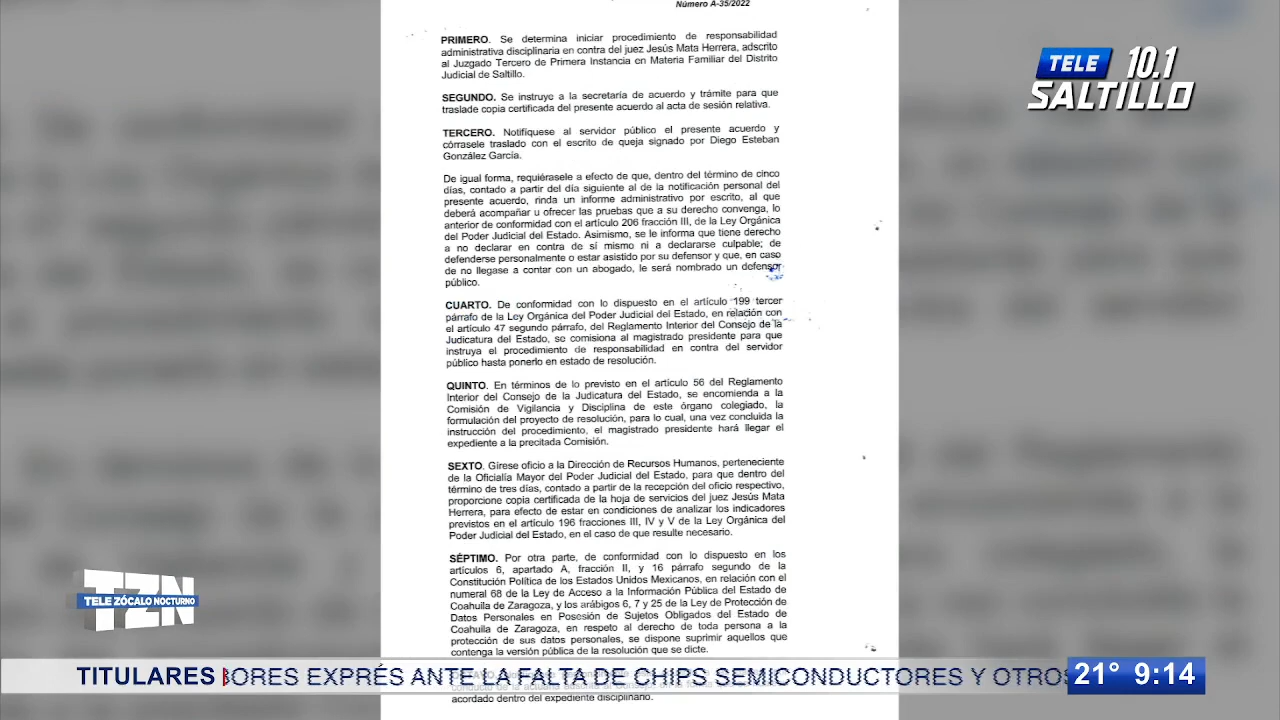 Número A-35/2022
PRIMERO. Se determina iniciar procedimiento de responsabilidad
administrativa disciplinaria en contra del juez Jesús Mata Herrera, adscrito
al Juzgado Tercero de Primera Instancia en Materia Familiar del Distrito
Judicial de Saltillo.
SEGUNDO. Se instruye a la secretaría de acuerdo y trámite para que
traslade copia certificada del presente acuerdo al acta de sesión relativa.
TERCERO. Notifíquese al servidor público el presente acuerdo y
córrasele traslado con el escrito de queja signado por Diego Esteban
González García.
De igual forma, requiérasele a efecto de que, dentro del término de cinco
días, contado a partir del día siguiente al de la notificación personal del
presente acuerdo, rinda un informe administrativo por escrito, al que
deberá acompañar u ofrecer las pruebas que a su derecho convenga, lo
anterior de conformidad con el artículo 206 fracción III, de la Ley Orgánica
del Poder Judicial del Estado. Asimismo, se le informa que tiene derecho
a no declarar en contra de sí mismo ni a declararse culpable; de
defenderse personalmente o estar asistido por su defensor y que, en caso
de no llegase a contar con un abogado, le será nombrado un defensor
público.
CUARTO. De conformidad con lo dispuesto en el artículo 199 tercer
párrafo de la Ley Orgánica del Poder Judicial del Estado, en relación con
el artículo 47 segundo párrafo, del Reglamento Interior del Consejo de la
Judicatura del Estado, se comisiona al magistrado presidente para que
instruya el procedimiento de responsabilidad en contra del servidor
público hasta ponerlo en estado de resolución.
QUINTO. En términos de lo previsto en el artículo 56 del Reglamento
Interior del Consejo de la Judicatura del Estado, se encomienda a la
Comisión de Vigilancia y Disciplina de este órgano colegiado, la
formulación del proyecto de resolución, para lo cual, una vez concluida la
instrucción del procedimiento, el magistrado presidente hará llegar el
expediente a la precitada Comisión.
SEXTO. Gírese oficio a la Dirección de Recursos Humanos, perteneciente
de la Oficialía Mayor del Poder Judicial del Estado, para que dentro del
término de tres días, contado a partir de la recepción del oficio respectivo,
proporcione copia certificada de la hoja de servicios del juez Jesús Mata
Herrera, para efecto de estar en condiciones de analizar los indicadores
previstos en el artículo 196 fracciones III, IV y V de la Ley Orgánica del
Poder Judicial del Estado, en el caso de que resulte necesario.
SÉPTIMO. Por otra parte, de conformidad con lo dispuesto en los
artículos 6, apartado A, fracción II, y 16 párrafo segundo de la
Constitución Política de los Estados Unidos Mexicanos, en relación con el
numeral 68 de la Ley de Acceso a la Información Pública del Estado de
Coahuila de Zaragoza, y los arábigos 6, 7 y 25 de la Ley de Protección de
Datos Personales en Posesión de Sujetos Obligados del Estado de
Coahuila de Zaragoza, en respeto al derecho de toda persona a la
protección de sus datos personales, se dispone suprimir aquellos que
contenga la versión pública de la resolución que se dicte.
acordado dentro del expediente disciplinario.
TELE 10.1
SALTILLO
TZN
TELE ZÓCALO NOCTURNO
TITULARES ORES EXPRÉS ANTE LA FALTA DE CHIPS SEMICONDUCTORES Y OTROS
21° 9:14